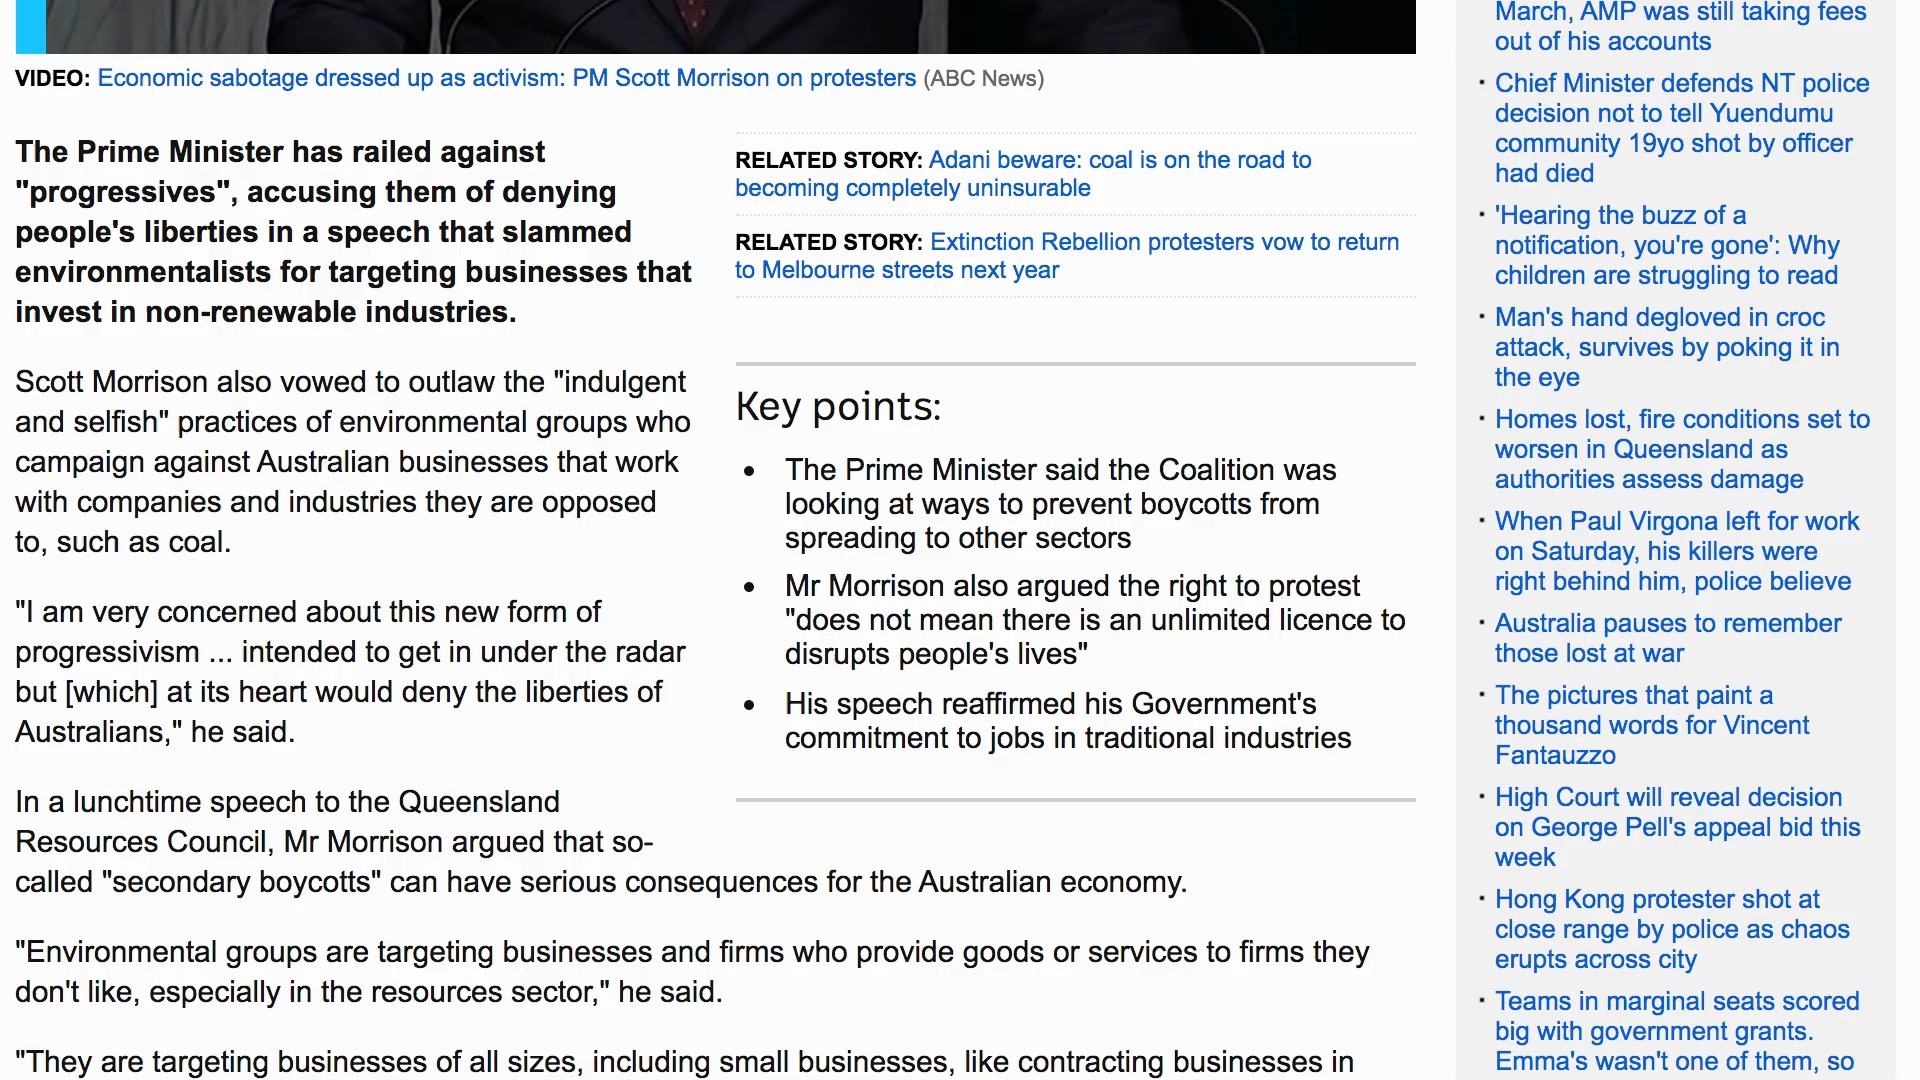 VIDEO: Economic sabotage dressed up as activism: PM Scott Morrison on protesters (ABC News)
The Prime Minister has railed against
"progressives", accusing them of denying
people's liberties in a speech that slammed
environmentalists for targeting businesses that
invest in non-renewable industries.
Scott Morrison also vowed to outlaw the "indulgent
and selfish" practices of environmental groups who
campaign against Australian businesses that work
with companies and industries they are opposed
to, such as coal.
"I am very concerned about this new form of
progressivism ... intended to get in under the radar
but [which] at its heart would deny the liberties of
Australians," he said.
In a lunchtime speech to the Queensland
Resources Council, Mr Morrison argued that so-
called "secondary boycotts" can have serious consequences for the Australian economy.
"Environmental groups are targeting businesses and firms who provide goods or services to firms they
don't like, especially in the resources sector," he said.
"They are targeting businesses of all sizes, including small businesses, like contracting businesses in
RELATED STORY: Adani beware: coal is on the road to
becoming completely uninsurable
RELATED STORY: Extinction Rebellion protesters vow to return
to Melbourne streets next year
Key points:
• The Prime Minister said the Coalition was
looking at ways to prevent boycotts from
spreading to other sectors
• Mr Morrison also argued the right to protest
"does not mean there is an unlimited licence to
disrupts people's lives"
• His speech reaffirmed his Government's
commitment to jobs in traditional industries
March, AMP was still taking fees
out of his accounts
· Chief Minister defends NT police
decision not to tell Yuendumu
community 19yo shot by officer
had died
· 'Hearing the buzz of a
notification, you're gone': Why
children are struggling to read
· Man's hand degloved in croc
attack, survives by poking it in
the eye
· Homes lost, fire conditions set to
worsen in Queensland as
authorities assess damage
· When Paul Virgona left for work
on Saturday, his killers were
right behind him, police believe
· Australia pauses to remember
those lost at war
· The pictures that paint a
thousand words for Vincent
Fantauzzo
· High Court will reveal decision
on George Pell's appeal bid this
week
· Hong Kong protester shot at
close range by police as chaos
erupts across city
· Teams in marginal seats scored
big with government grants.
Emma's wasn't one of them, so